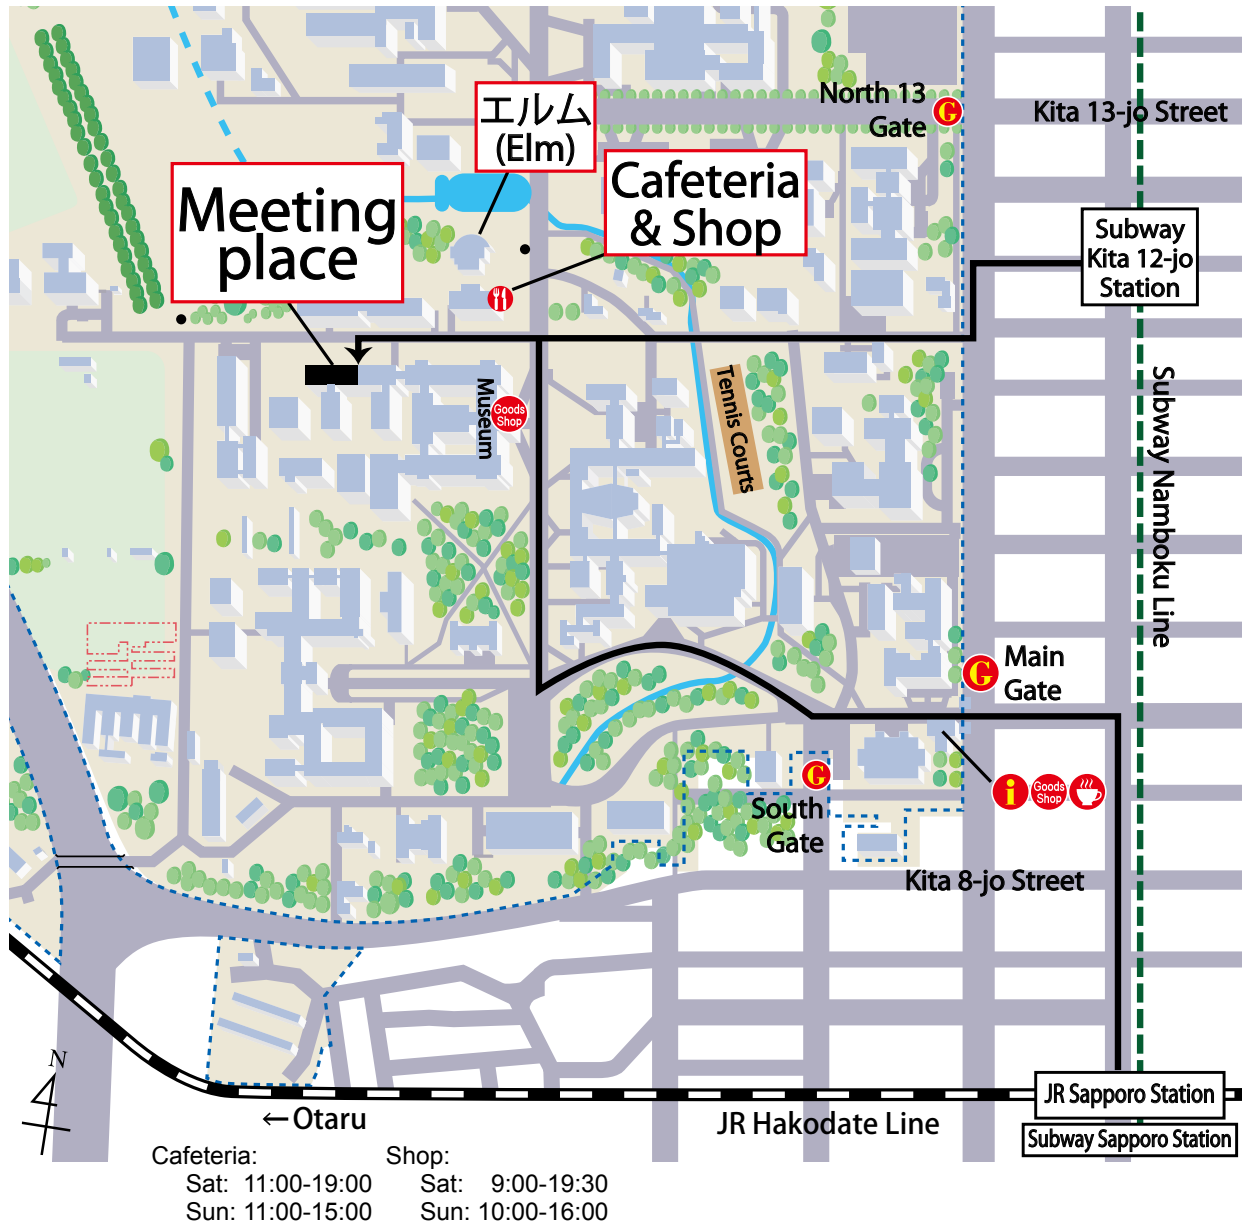 エルム
(Elm)
North 13
Gate
G
Kita 13-jo Street
Meeting
place
Cafeteria
& Shop
Subway
Kita 12-jo
Station
Museum
Goods
Shop
Tennis Courts
Subway Namboku Line
G
Main
Gate
G
South
Gate
i
Goods
Shop
Kita 8-jo Street
N
JR Sapporo Station
Subway Sapporo Station
←Otaru
JR Hakodate Line
Cafeteria:
Sat: 11:00-19:00
Sun: 11:00-15:00
Shop:
Sat: 9:00-19:30
Sun: 10:00-16:00